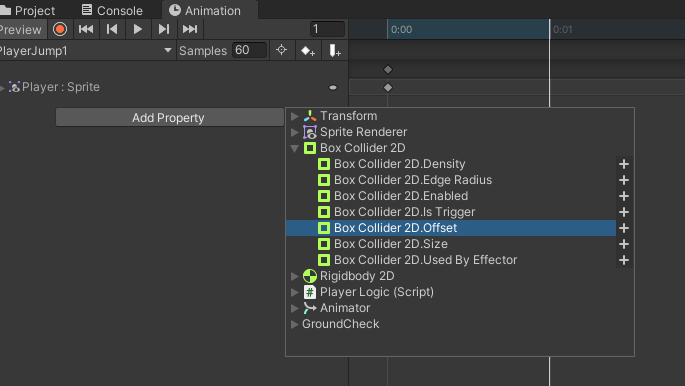 Project Console Animation
Preview 1 0:00 0:01
PlayerJump1 Samples 60
Player : Sprite
Add Property
Transform
Sprite Renderer
Box Collider 2D
Box Collider 2D.Density
Box Collider 2D.Edge Radius
Box Collider 2D.Enabled
Box Collider 2D.Is Trigger
Box Collider 2D.Offset
Box Collider 2D.Size
Box Collider 2D.Used By Effector
Rigidbody 2D
Player Logic (Script)
Animator
GroundCheck